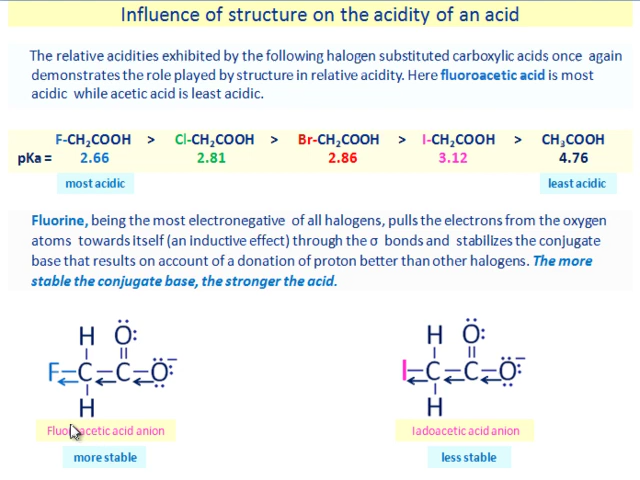 Influence of structure on the acidity of an acid
The relative acidities exhibited by the following halogen substituted carboxylic acids once again
demonstrates the role played by structure in relative acidity. Here fluoroacetic acid is most
acidic while acetic acid is least acidic.
F-CH₂COOH > Cl-CH₂COOH > Br-CH₂COOH > I-CH₂COOH > CH₃COOH
pKa = 2.66 2.81 2.86 3.12 4.76
most acidic least acidic
Fluorine, being the most electronegative of all halogens, pulls the electrons from the oxygen
atoms towards itself (an inductive effect) through the σ bonds and stabilizes the conjugate
base that results on account of a donation of proton better than other halogens. The more
stable the conjugate base, the stronger the acid.
H Ö: H Ö:
F–C–C–Ö:⁻ I–C–C–Ö:⁻
H H
acetic acid anion Iadoacetic acid anion
more stable less stable